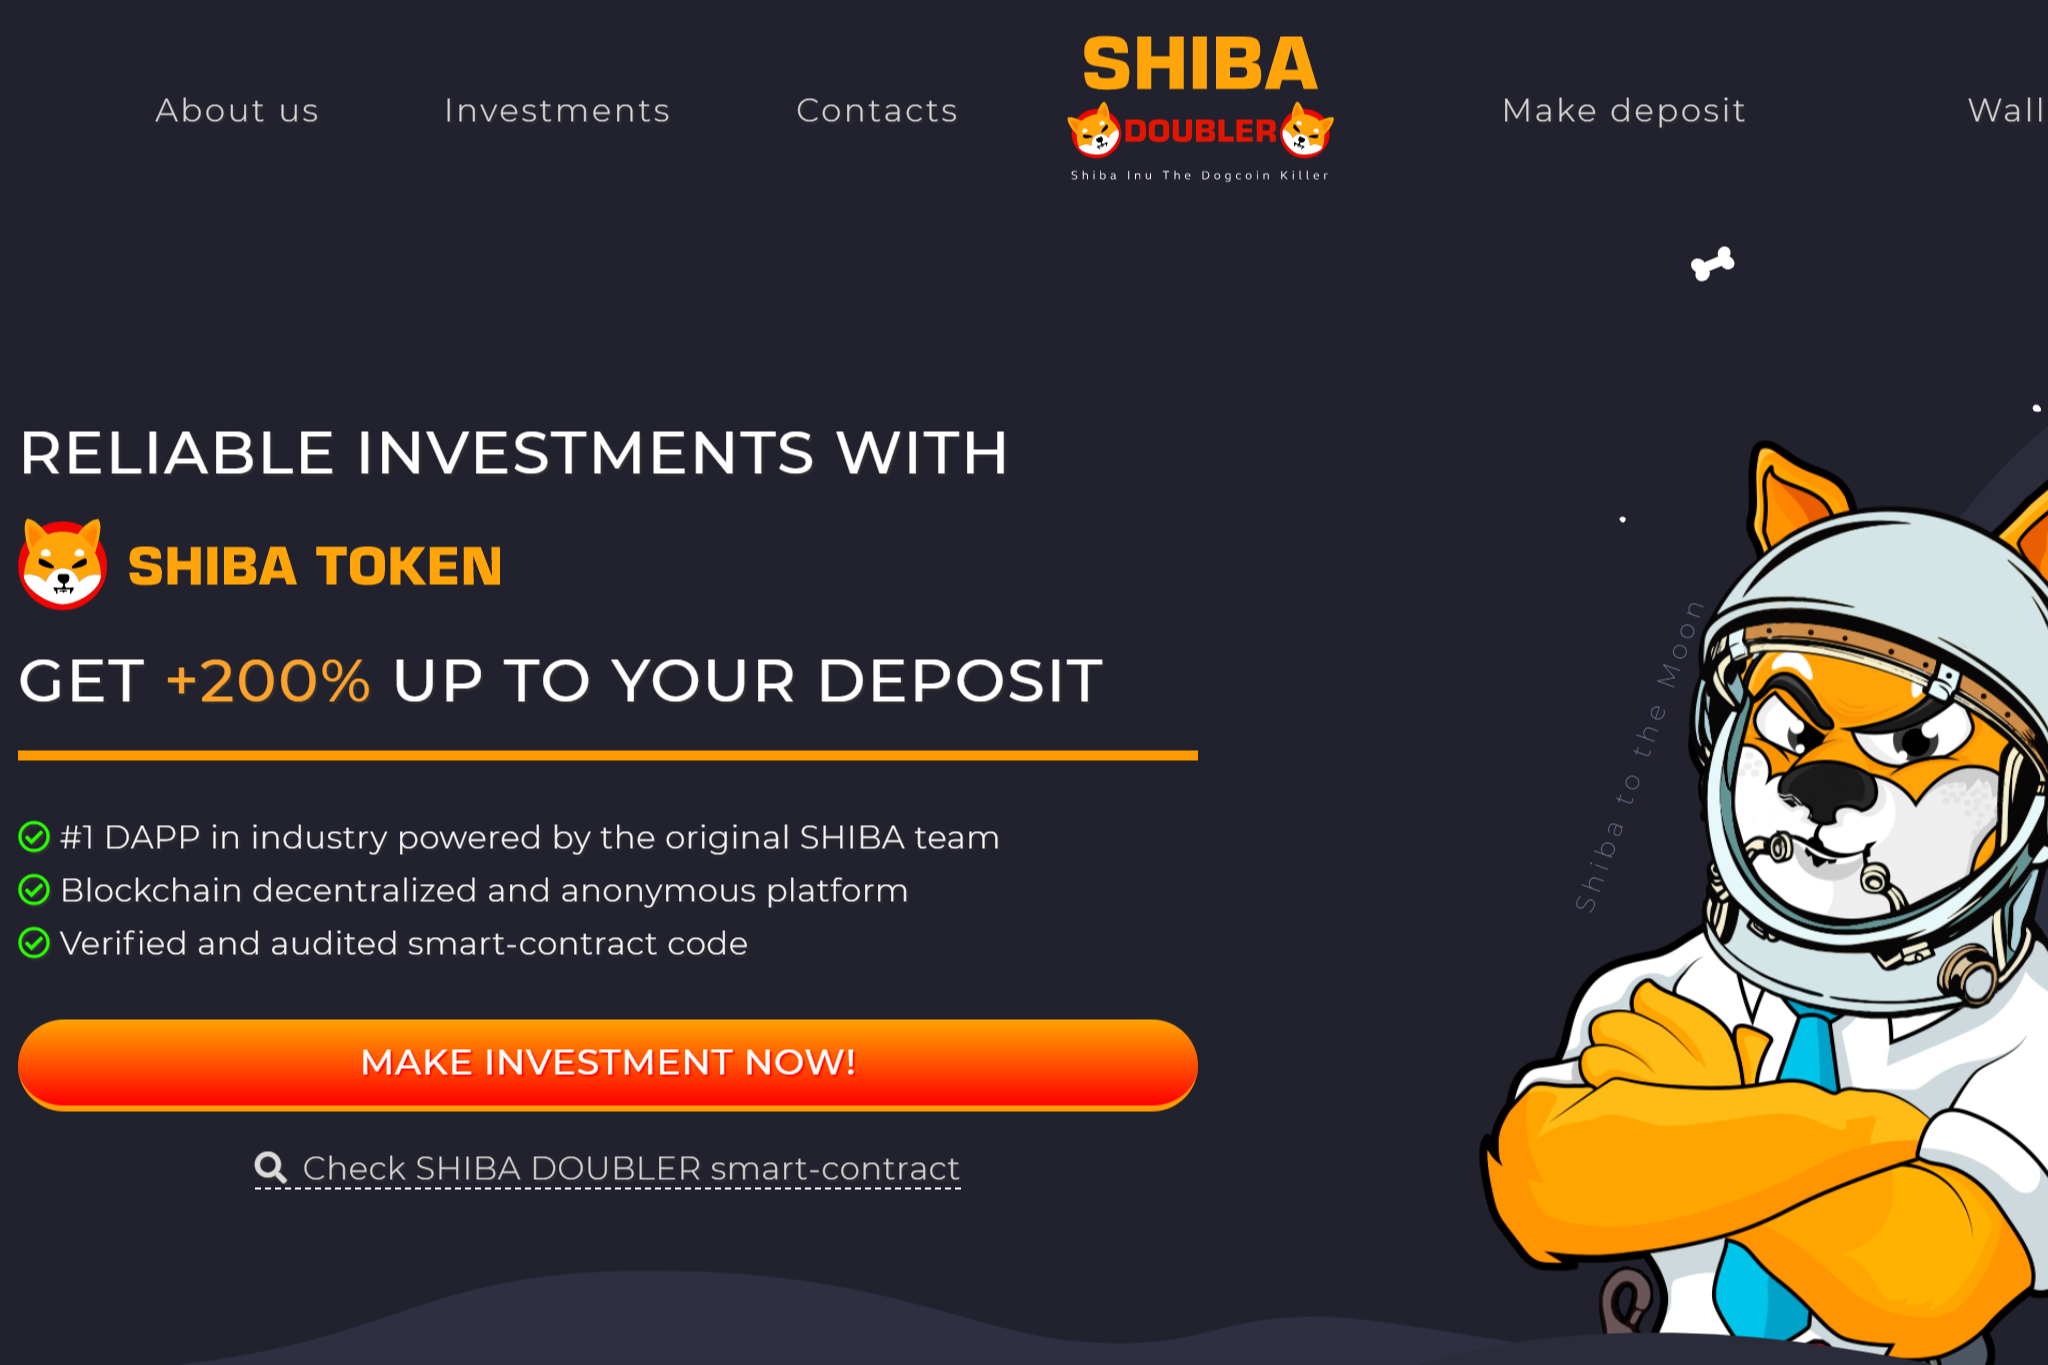 About us
Investments
Contacts
SHIBA
DOUBLER
Shiba Inu The Dogcoin Killer
Make deposit
Wall
RELIABLE INVESTMENTS WITH
SHIBA TOKEN
GET +200% UP TO YOUR DEPOSIT
#1 DAPP in industry powered by the original SHIBA team
Blockchain decentralized and anonymous platform
Verified and audited smart-contract code
MAKE INVESTMENT NOW!
Check SHIBA DOUBLER smart-contract
Shiba to the Moon